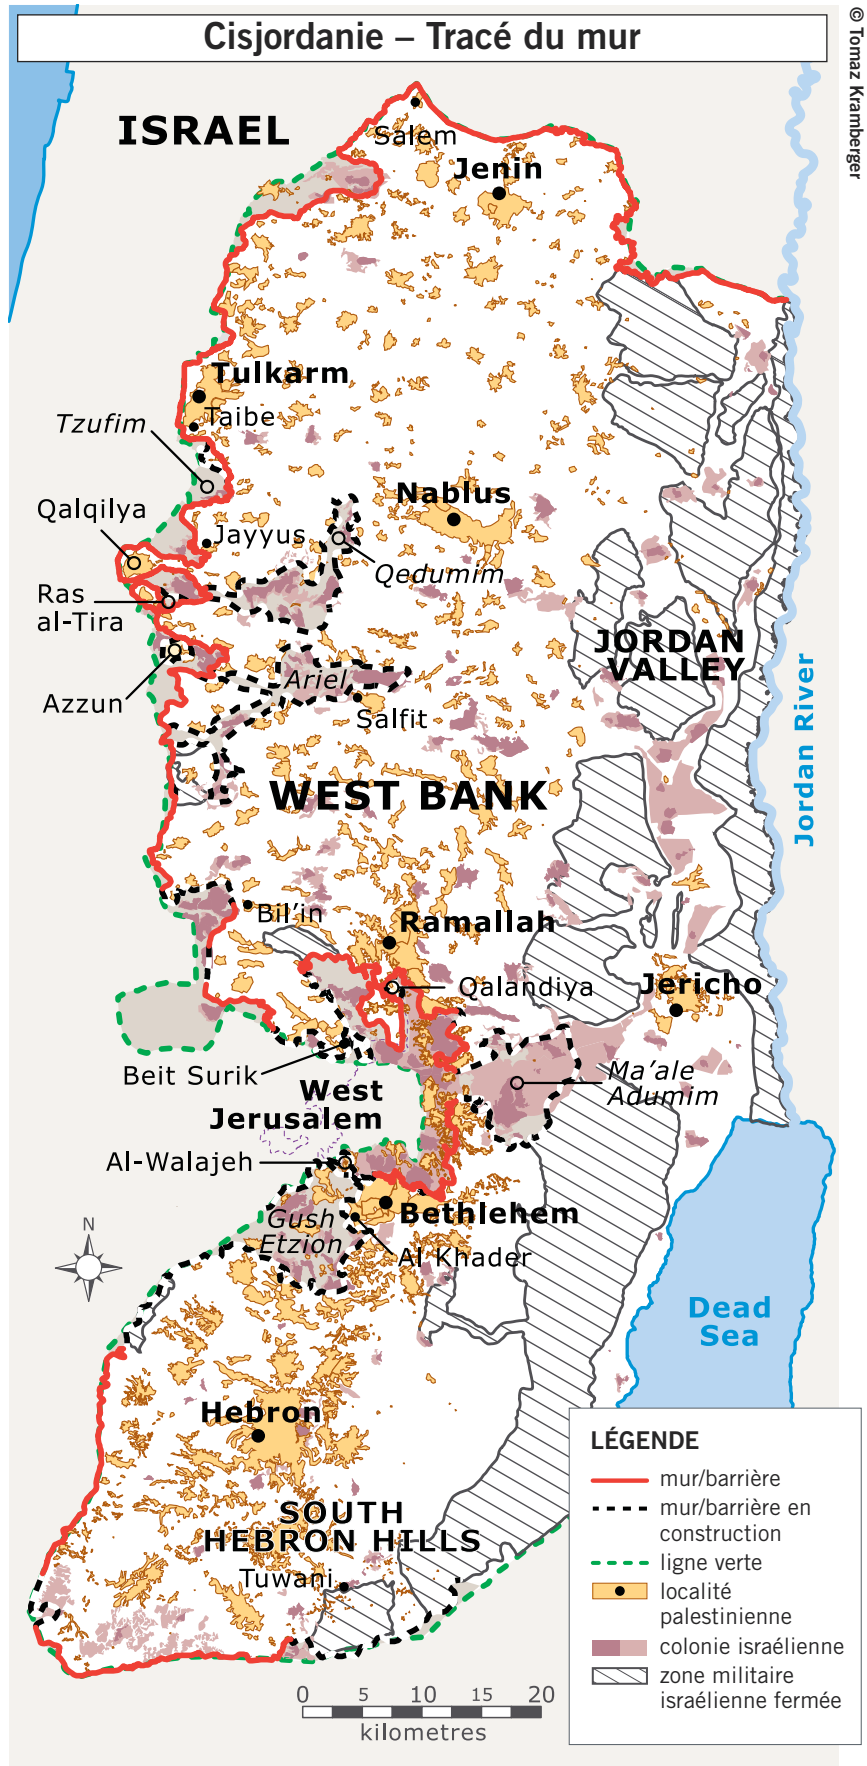 Cisjordanie – Tracé du mur
© Tomaz Kramberger
ISRAEL
Salem
Jenin
Tulkarm
Taibe
Tzufim
Nablus
Qalqilya
Jayyus
Qedumim
Ras
al-Tira
JORDAN
VALLEY
Ariel
Azzun
Salfit
Jordan River
WEST BANK
Bil’in
Ramallah
Qalandiya
Jericho
Beit Surik
Ma’ale
Adumim
West
Jerusalem
Al-Walajeh
Bethlehem
Gush
Etzion
Al Khader
N
Dead
Sea
Hebron
SOUTH
HEBRON HILLS
Tuwani
LÉGENDE
mur/barrière
mur/barrière en
construction
ligne verte
localité
palestinienne
colonie israélienne
zone militaire
israélienne fermée
0 5 10 15 20
kilometres